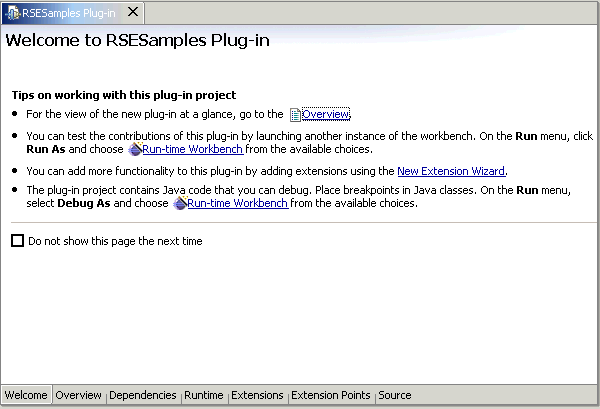 RSESamples Plug-in
Welcome to RSESamples Plug-in
Tips on working with this plug-in project
For the view of the new plug-in at a glance, go to the Overview.
You can test the contributions of this plug-in by launching another instance of the workbench. On the Run menu, click
Run As and choose Run-time Workbench from the available choices.
You can add more functionality to this plug-in by adding extensions using the New Extension Wizard.
The plug-in project contains Java code that you can debug. Place breakpoints in Java classes. On the Run menu,
select Debug As and choose Run-time Workbench from the available choices.
Do not show this page the next time
Welcome Overview Dependencies Runtime Extensions Extension Points Source